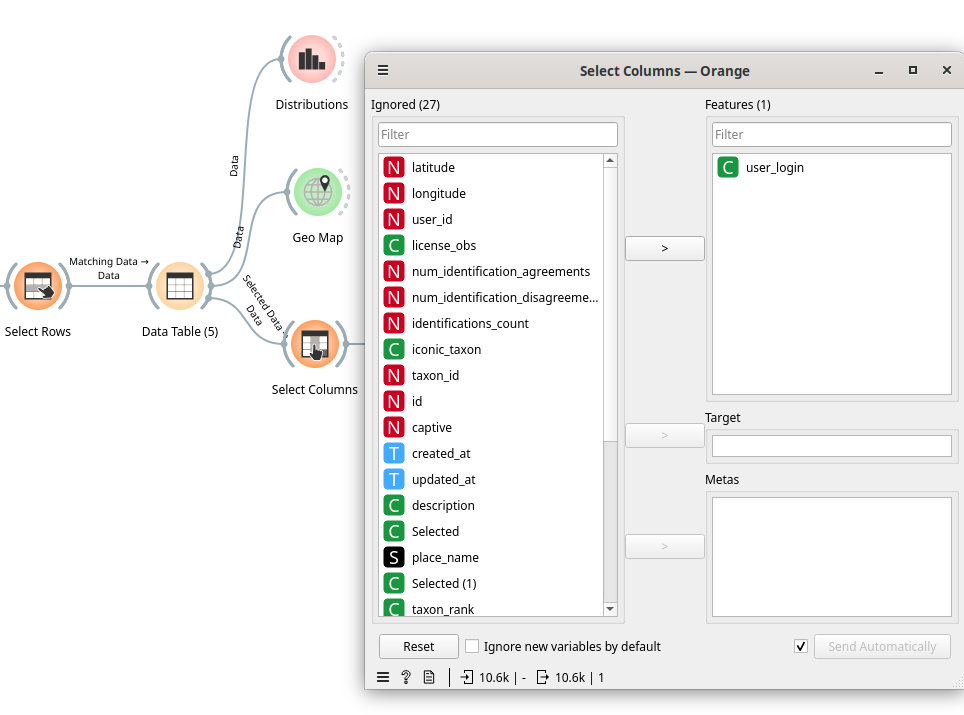 Distributions
Data
Geo Map
Data
Matching Data →
Data
Select Rows
Data Table (5)
Selected Data →
Data
Select Columns
Select Columns — Orange
Ignored (27)
Filter
N latitude
N longitude
N user_id
C license_obs
N num_identification_agreements
N num_identification_disagreeme...
N identifications_count
C iconic_taxon
N taxon_id
N id
N captive
T created_at
T updated_at
C description
C Selected
S place_name
C Selected (1)
C taxon_rank
>
>
>
Features (1)
Filter
C user_login
Target
Metas
Reset
Ignore new variables by default
Send Automatically
? 10.6k | - 10.6k | 1